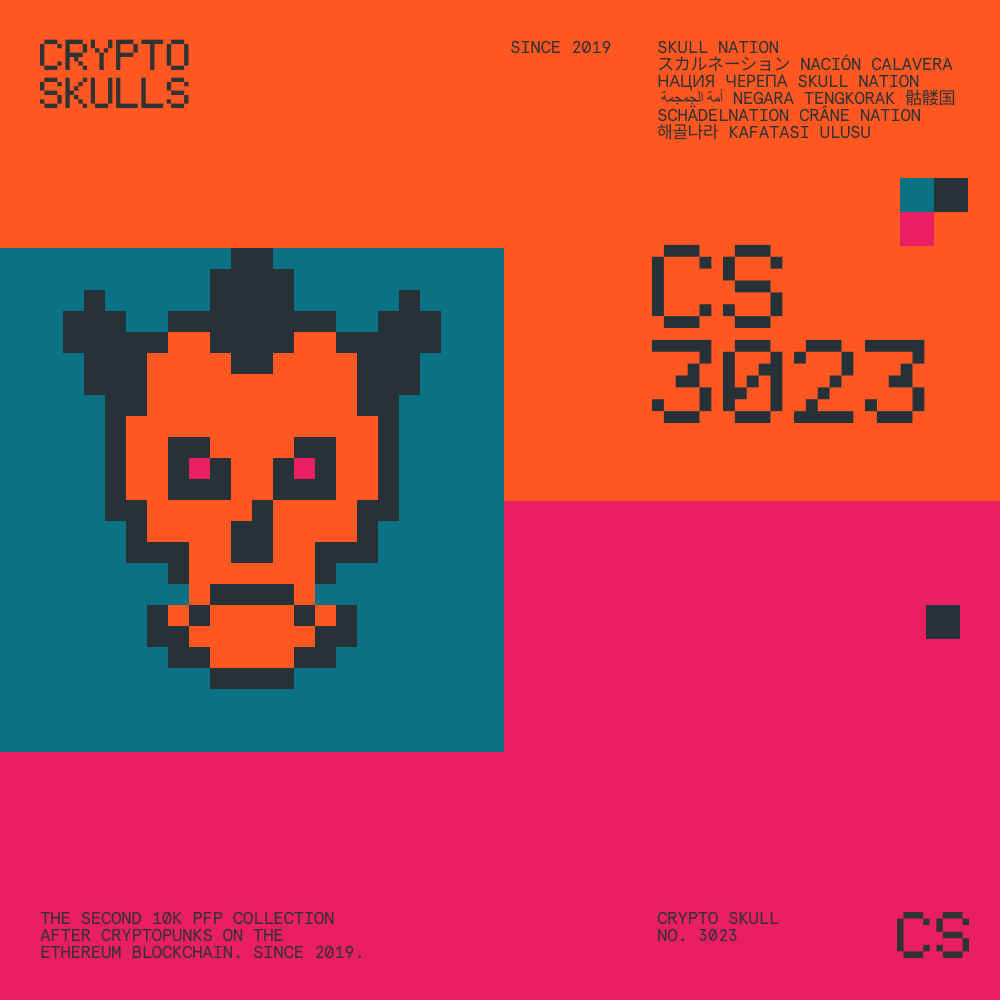 CRYPTO
SKULLS
SINCE 2019
SKULL NATION
スカルネーション NACIÓN CALAVERA
НАЦИЯ ЧЕРЕПА SKULL NATION
أمة الجمجمة NEGARA TENGKORAK 骷髅国
SCHÄDELNATION CRÂNE NATION
해골나라 KAFATASI ULUSU
CS
3023
THE SECOND 10K PFP COLLECTION
AFTER CRYPTOPUNKS ON THE
ETHEREUM BLOCKCHAIN. SINCE 2019.
CRYPTO SKULL
NO. 3023
CS